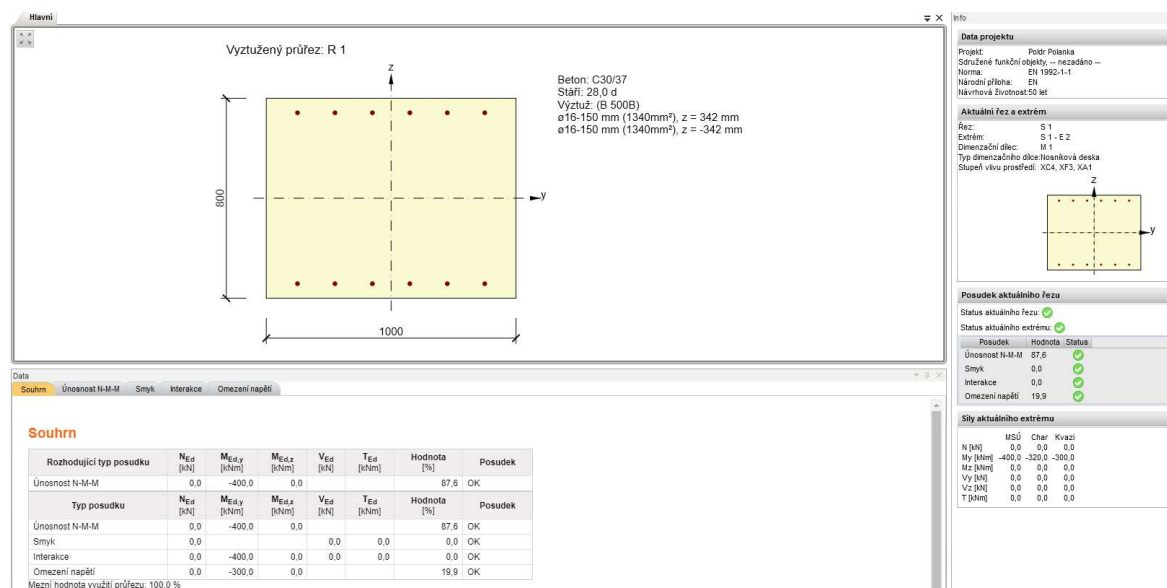 Hlavní
Vyztužený průřez: R 1
z
y
800
1000
Beton: C30/37
Stáří: 28,0 d
Výztuž: (B 500B)
ø16-150 mm (1340mm²), z = 342 mm
ø16-150 mm (1340mm²), z = -342 mm
Data
Souhrn Únosnost N-M-M Smyk Interakce Omezení napětí
Souhrn
Rozhodující typ posudku NEd [kN] MEd,y [kNm] MEd,z [kNm] VEd [kN] TEd [kNm] Hodnota [%] Posudek
Únosnost N-M-M 0,0 -400,0 0,0 87,6 OK
Typ posudku NEd [kN] MEd,y [kNm] MEd,z [kNm] VEd [kN] TEd [kNm] Hodnota [%] Posudek
Únosnost N-M-M 0,0 -400,0 0,0 87,6 OK
Smyk 0,0 0,0 0,0 0,0 OK
Interakce 0,0 -400,0 0,0 0,0 0,0 0,0 OK
Omezení napětí 0,0 -300,0 0,0 19,9 OK
Mezní hodnota využití průřezu: 100,0 %
Info
Data projektu
Projekt: Poldr Polanka
Sdružené funkční objekty, -- nezadáno --
Norma: EN 1992-1-1
Národní příloha: EN
Návrhová životnost:50 let
Aktuální řez a extrém
Řez: S 1
Extrém: S 1 - E 2
Dimenzační dílec: M 1
Typ dimenzačního dílce:Nosníková deska
Stupeň vlivu prostředí: XC4, XF3, XA1
z
y
Posudek aktuálního řezu
Status aktuálního řezu:
Status aktuálního extrému:
Posudek Hodnota Status
Únosnost N-M-M 87,6
Smyk 0,0
Interakce 0,0
Omezení napětí 19,9
Síly aktuálního extrému
MSÚ Char Kvazi
N [kN] 0,0 0,0 0,0
My [kNm] -400,0 -320,0 -300,0
Mz [kNm] 0,0 0,0 0,0
Vy [kN] 0,0 0,0 0,0
Vz [kN] 0,0 0,0 0,0
T [kNm] 0,0 0,0 0,0